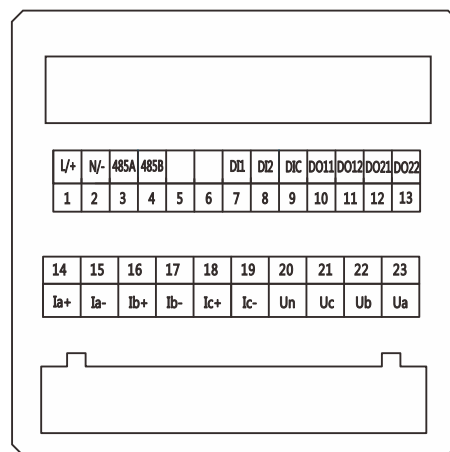 L/+ N/- 485A 485B DI1 DI2 DIC DO11 DO12 DO21 DO22
1 2 3 4 5 6 7 8 9 10 11 12 13
14 15 16 17 18 19 20 21 22 23
Ia+ Ia- Ib+ Ib- Ic+ Ic- Un Uc Ub Ua